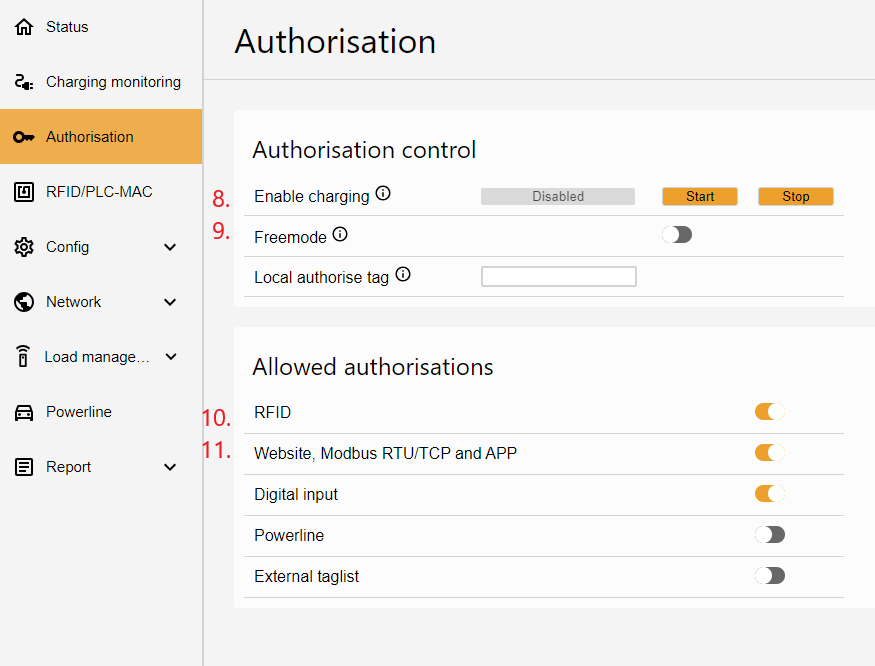 Status
Charging monitoring
Authorisation
RFID/PLC-MAC
Config
Network
Load manage...
Powerline
Report
Authorisation
Authorisation control
8. Enable charging Disabled Start Stop
9. Freemode
Local authorise tag
Allowed authorisations
10. RFID
11. Website, Modbus RTU/TCP and APP
Digital input
Powerline
External taglist